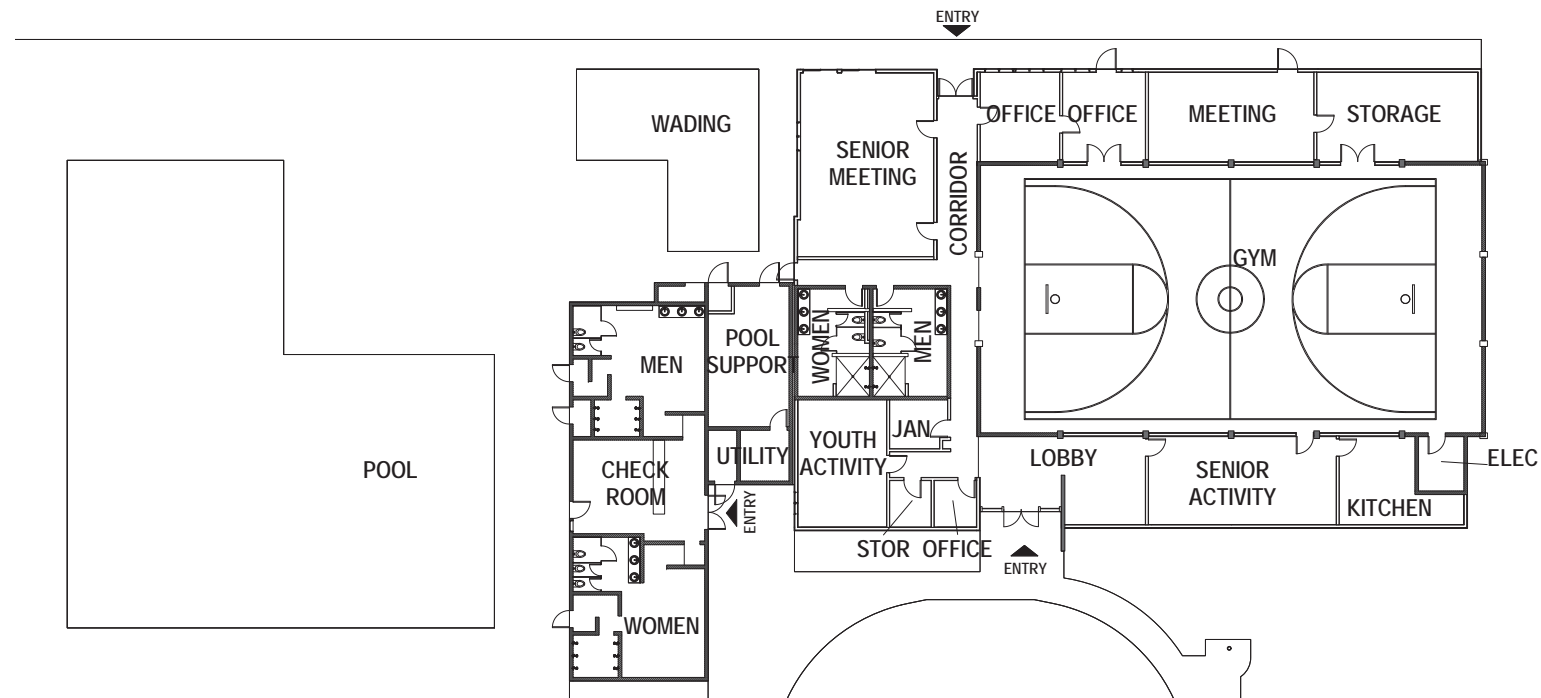 ENTRY
WADING
OFFICE
OFFICE
MEETING
STORAGE
SENIOR
MEETING
CORRIDOR
GYM
POOL
SUPPORT
WOMEN
MEN
MEN
POOL
CHECK
ROOM
UTILITY
ENTRY
YOUTH
ACTIVITY
JAN
LOBBY
SENIOR
ACTIVITY
ELEC
KITCHEN
STOR
OFFICE
ENTRY
WOMEN